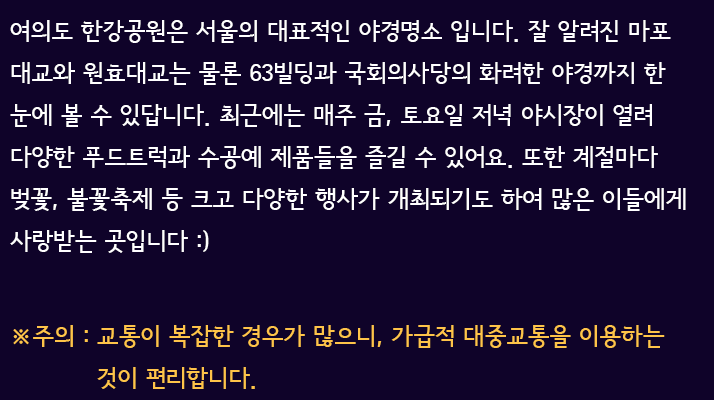 여의도 한강공원은 서울의 대표적인 야경명소 입니다. 잘 알려진 마포
대교와 원효대교는 물론 63빌딩과 국회의사당의 화려한 야경까지 한
눈에 볼 수 있답니다. 최근에는 매주 금, 토요일 저녁 야시장이 열려
다양한 푸드트럭과 수공예 제품들을 즐길 수 있어요. 또한 계절마다
벚꽃, 불꽃축제 등 크고 다양한 행사가 개최되기도 하여 많은 이들에게
사랑받는 곳입니다 :)
※주의 : 교통이 복잡한 경우가 많으니, 가급적 대중교통을 이용하는
것이 편리합니다.